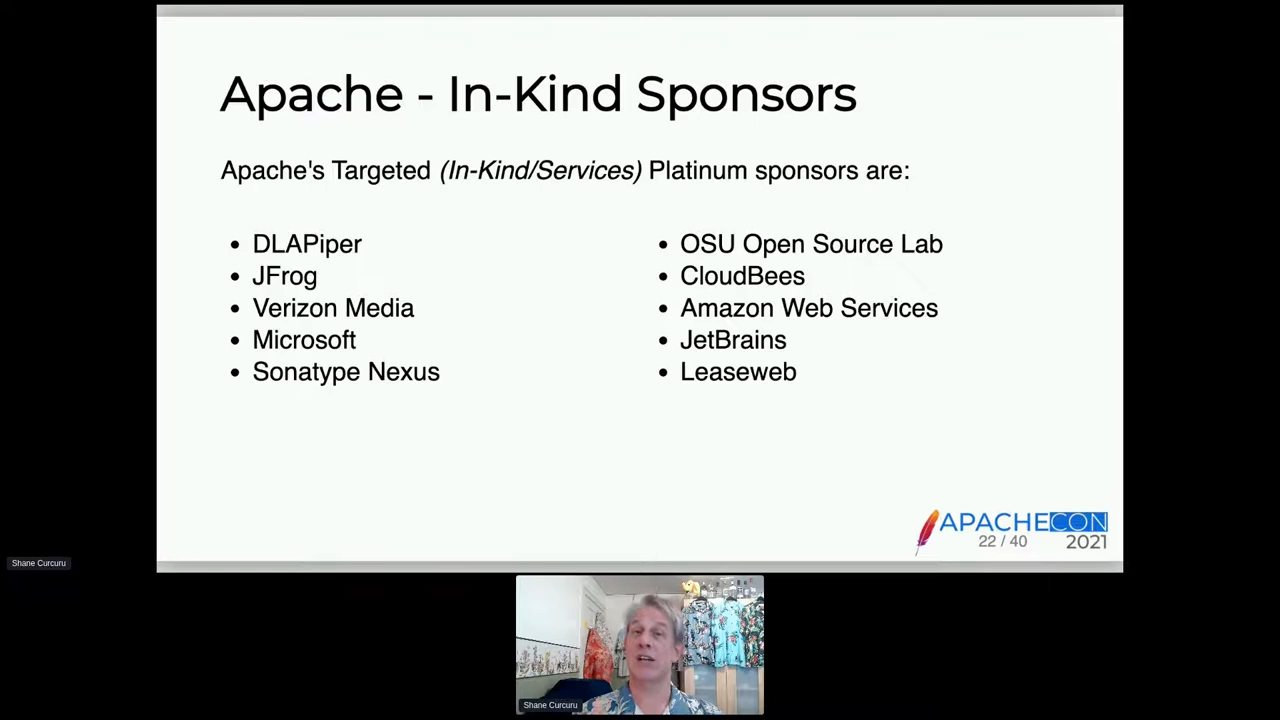 Apache - In-Kind Sponsors
Apache's Targeted (In-Kind/Services) Platinum sponsors are:
DLAPiper
JFrog
Verizon Media
Microsoft
Sonatype Nexus
OSU Open Source Lab
CloudBees
Amazon Web Services
JetBrains
Leaseweb
APACHECON
22 / 40
2021
Shane Curcuru
Shane Curcuru